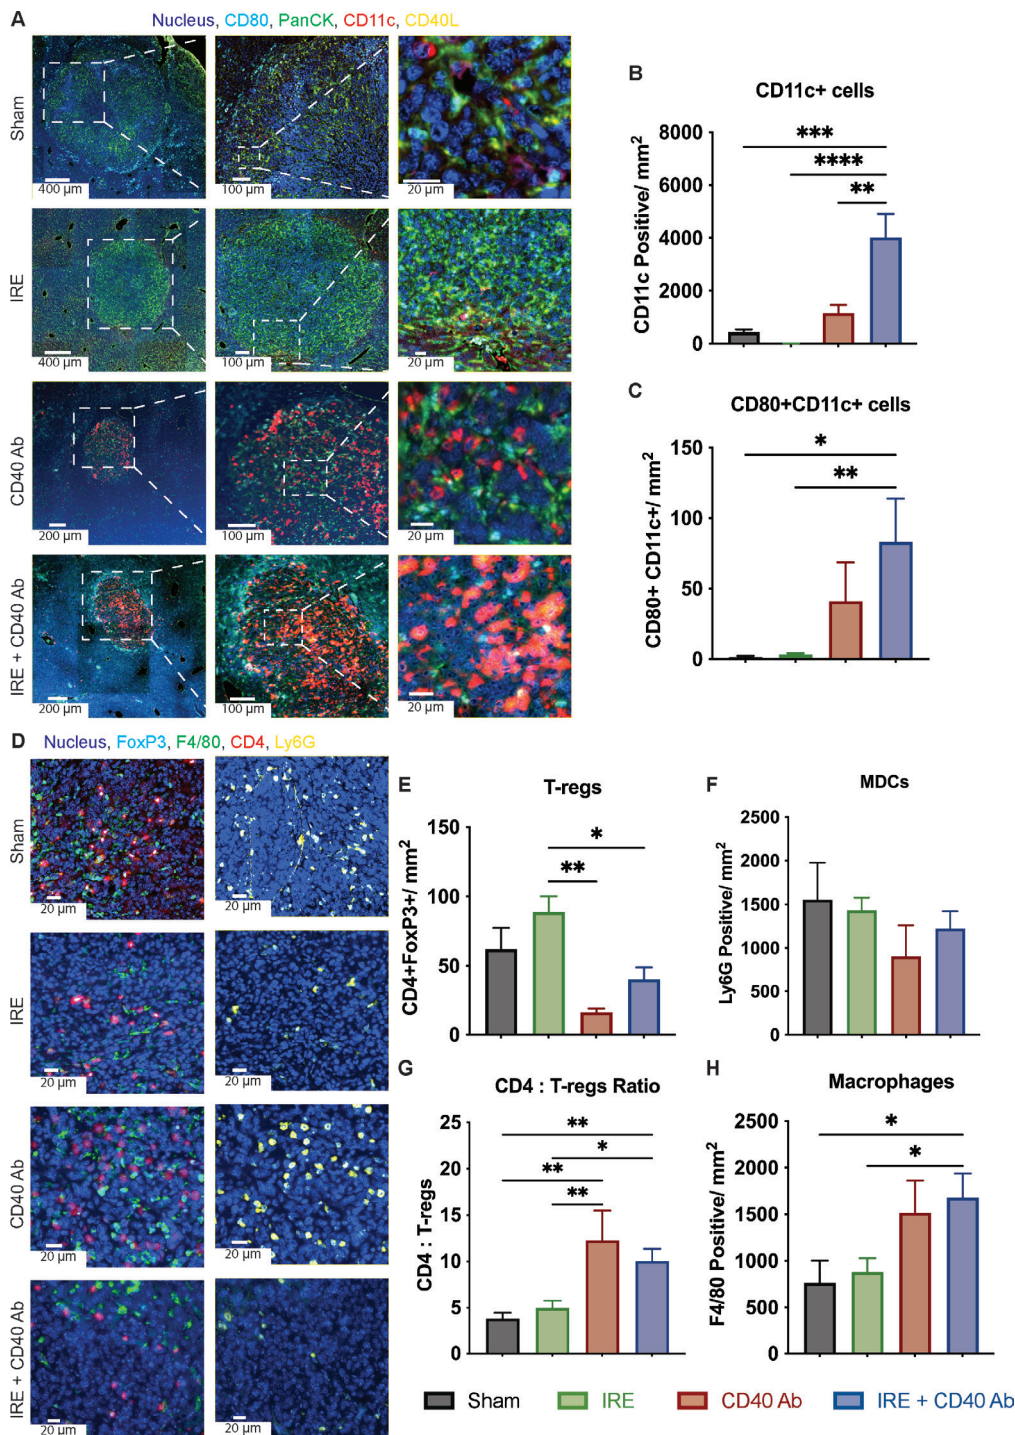 A
Nucleus, CD80, PanCK, CD11c, CD40L
Sham
400 µm
100 µm
20 µm
IRE
400 µm
100 µm
20 µm
CD40 Ab
200 µm
100 µm
20 µm
IRE + CD40 Ab
200 µm
100 µm
20 µm
B
CD11c+ cells
CD11c Positive/ mm²
8000
6000
4000
2000
0
***
****
**
C
CD80+CD11c+ cells
CD80+ CD11c+/ mm²
150
100
50
0
*
**
D
Nucleus, FoxP3, F4/80, CD4, Ly6G
Sham
20 µm
20 µm
IRE
20 µm
20 µm
CD40 Ab
20 µm
20 µm
IRE + CD40 Ab
20 µm
20 µm
E
T-regs
CD4+FoxP3+/ mm²
150
100
50
0
*
**
F
MDCs
Ly6G Positive/ mm²
2500
2000
1500
1000
500
0
G
CD4 : T-regs Ratio
CD4 : T-regs
25
20
15
10
5
0
**
*
**
**
H
Macrophages
F4/80 Positive/ mm²
2500
2000
1500
1000
500
0
*
*
Sham
IRE
CD40 Ab
IRE + CD40 Ab